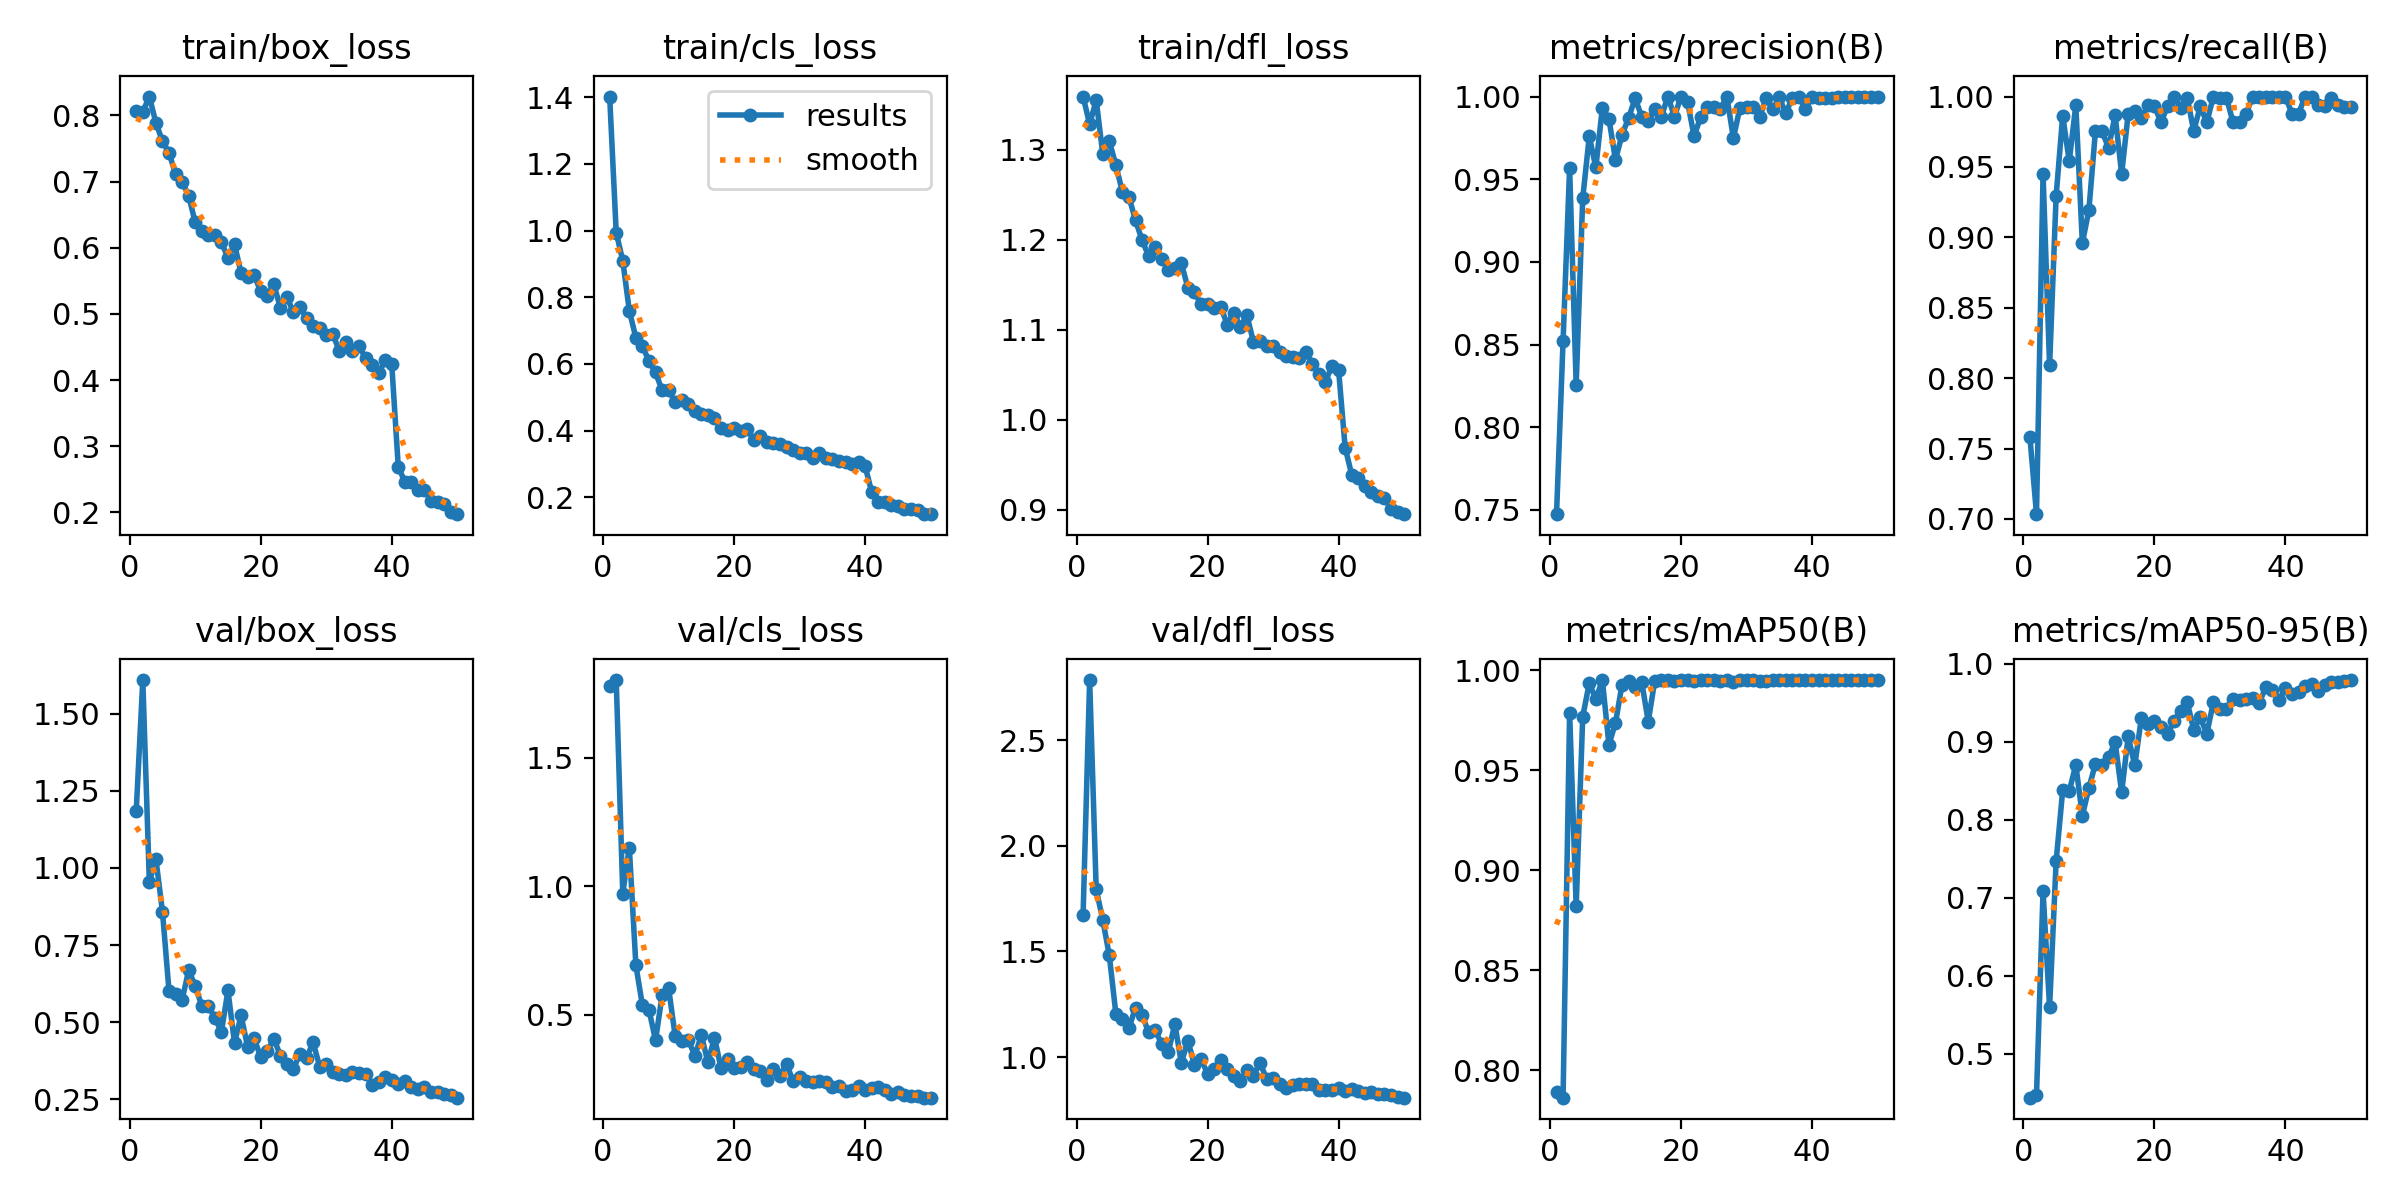 train/box_loss
train/cls_loss
train/dfl_loss
metrics/precision(B)
metrics/recall(B)
0.8
0.7
0.6
0.5
0.4
0.3
0.2
0 20 40
1.4
1.2
1.0
0.8
0.6
0.4
0.2
0 20 40
results
smooth
1.3
1.2
1.1
1.0
0.9
0 20 40
1.00
0.95
0.90
0.85
0.80
0.75
0 20 40
1.00
0.95
0.90
0.85
0.80
0.75
0.70
0 20 40
val/box_loss
val/cls_loss
val/dfl_loss
metrics/mAP50(B)
metrics/mAP50-95(B)
1.50
1.25
1.00
0.75
0.50
0.25
0 20 40
1.5
1.0
0.5
0 20 40
2.5
2.0
1.5
1.0
0 20 40
1.00
0.95
0.90
0.85
0.80
0 20 40
1.0
0.9
0.8
0.7
0.6
0.5
0 20 40